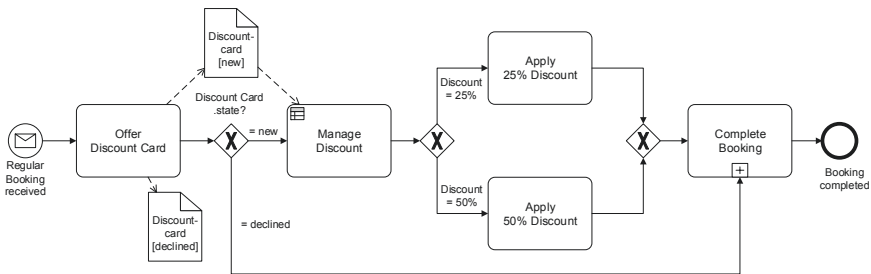 Discount-
card
[new]
Discount Card
.state?
= new
Regular
Booking
received
Offer
Discount Card
Discount-
card
[declined]
= declined
Manage
Discount
Discount
= 25%
Apply
25% Discount
Discount
= 50%
Apply
50% Discount
Complete
Booking
Booking
completed